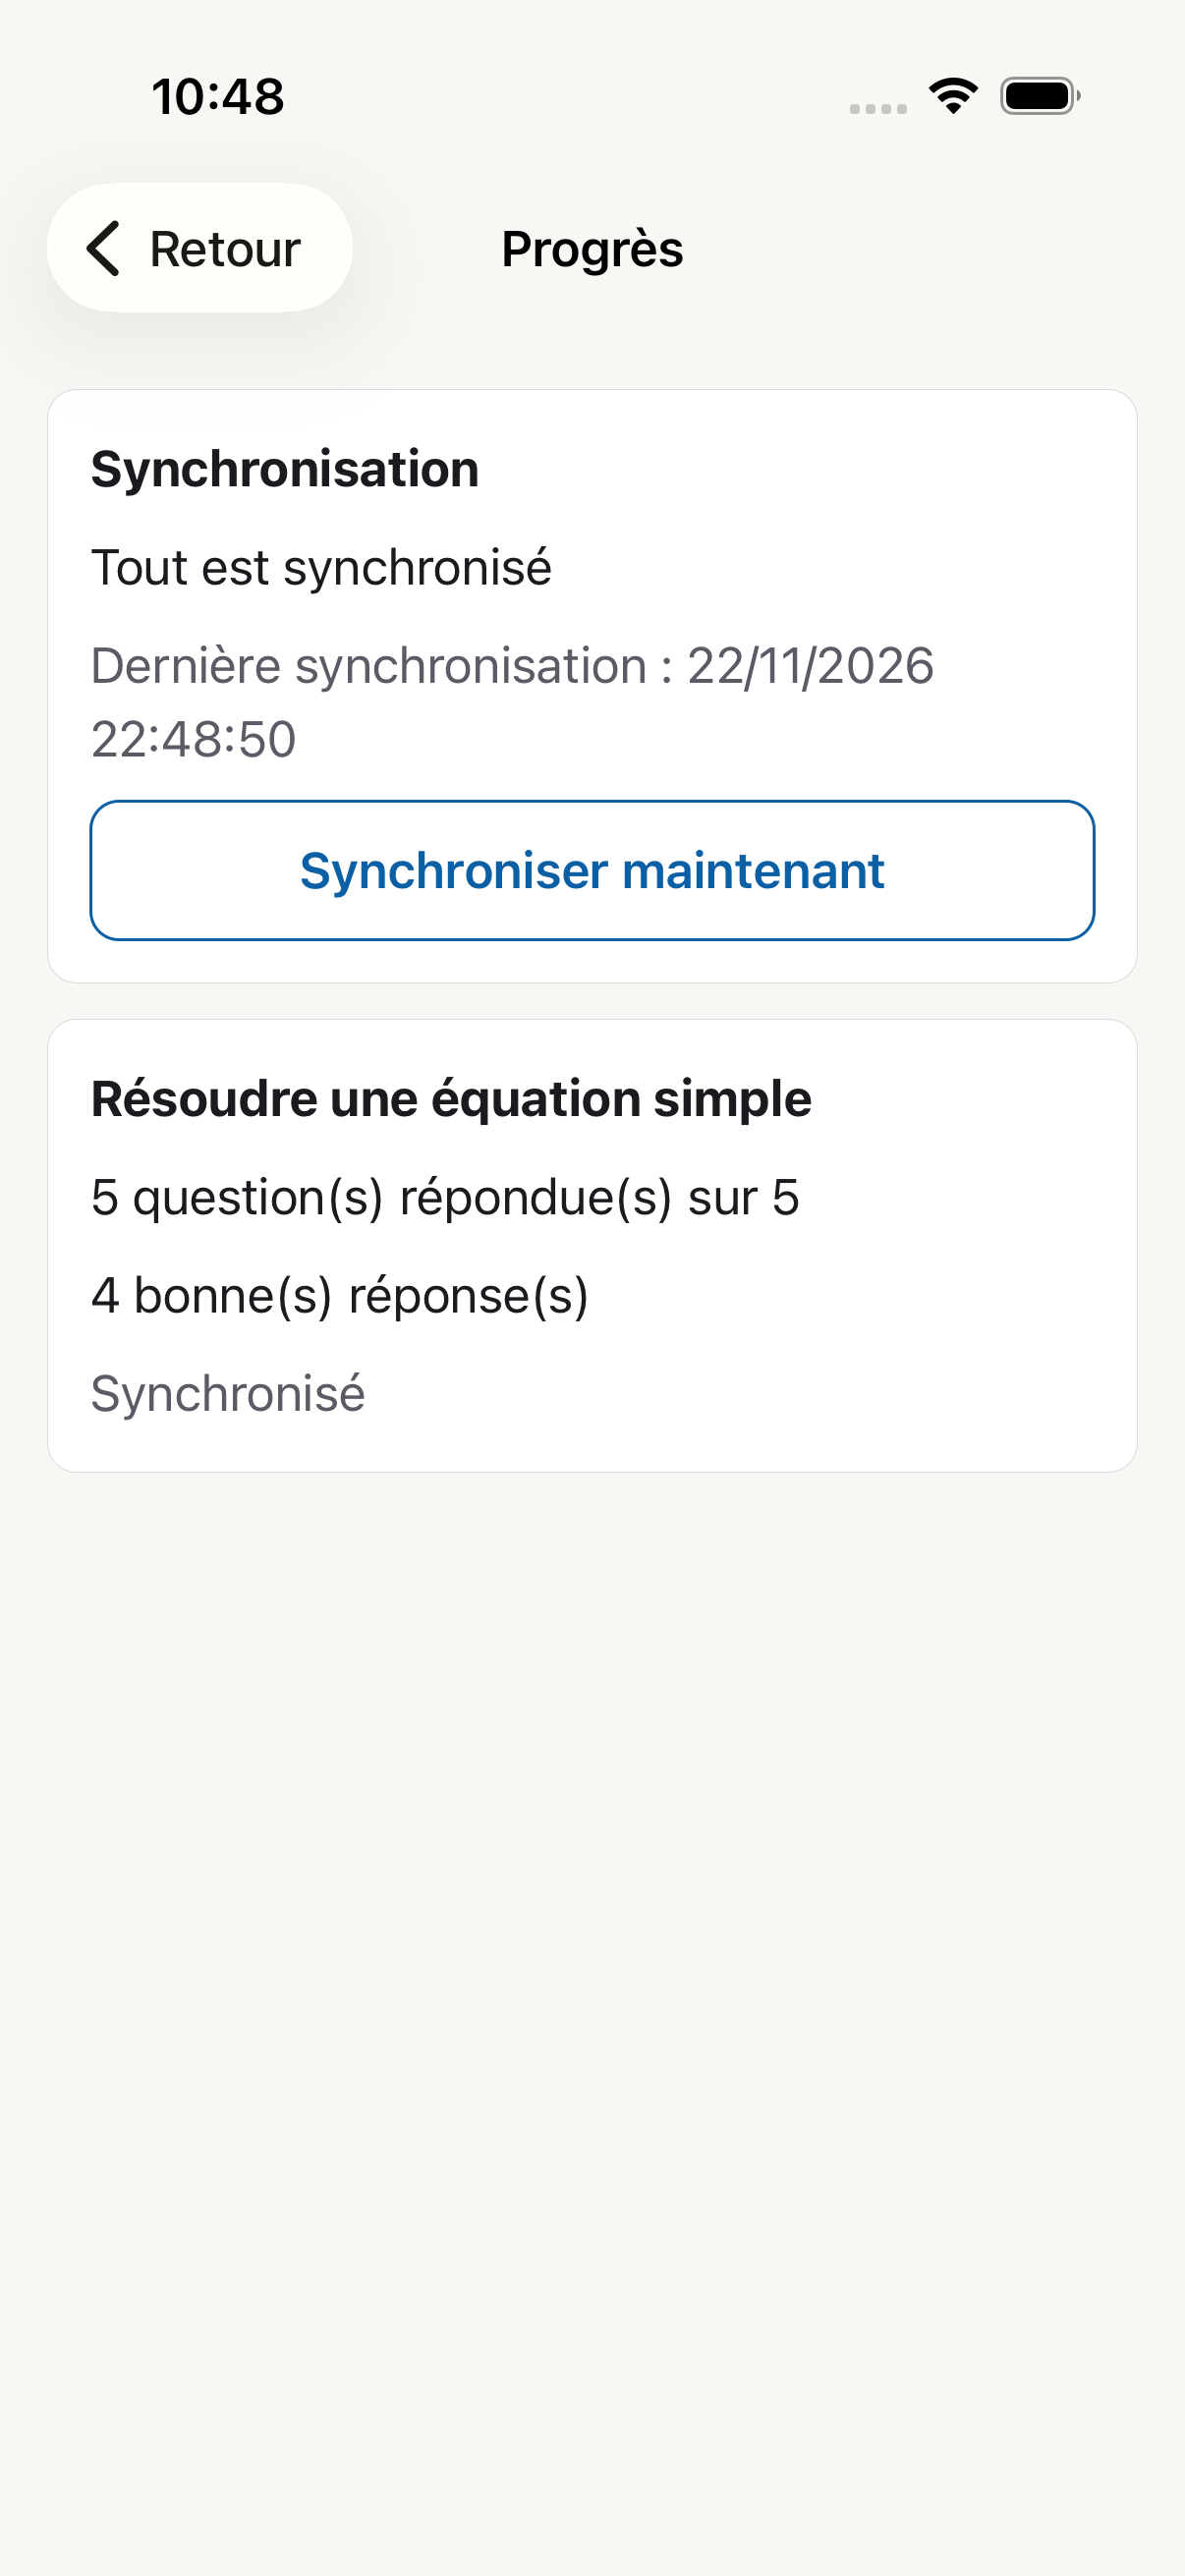 10:48
Retour
Progrès
Synchronisation
Tout est synchronisé
Dernière synchronisation : 22/11/2026
22:48:50
Synchroniser maintenant
Résoudre une équation simple
5 question(s) répondue(s) sur 5
4 bonne(s) réponse(s)
Synchronisé